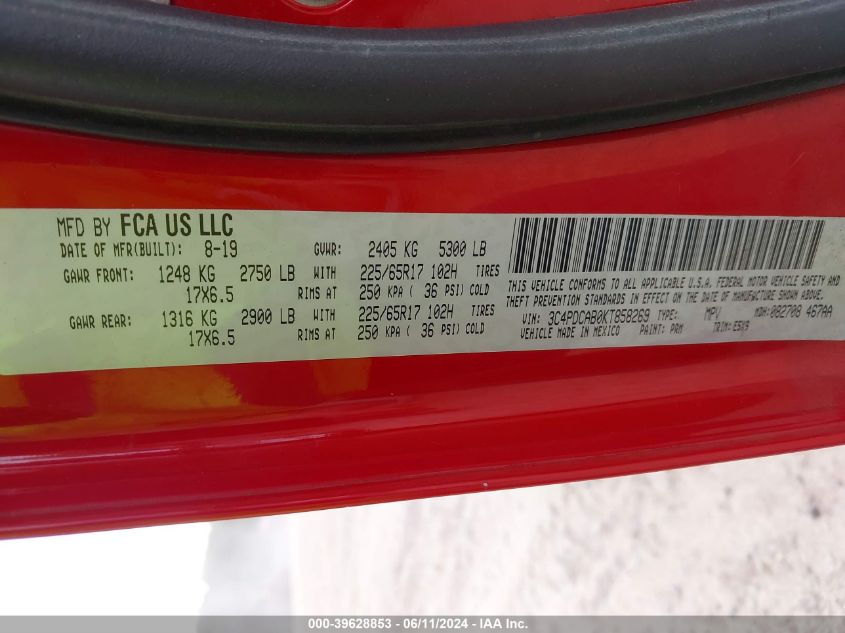 MFD BY FCA US LLC
DATE OF MFR(BUILT): 8-19 GVWR: 2405 KG 5300 LB
GAWR FRONT: 1248 KG 2750 LB WITH 225/65R17 102H TIRES
17X6.5 RIMS AT 250 KPA ( 36 PSI) COLD
GAWR REAR: 1316 KG 2900 LB WITH 225/65R17 102H TIRES
17X6.5 RIMS AT 250 KPA ( 36 PSI) COLD
THIS VEHICLE CONFORMS TO ALL APPLICABLE U.S.A. FEDERAL MOTOR VEHICLE SAFETY AND
THEFT PREVENTION STANDARDS IN EFFECT ON THE DATE OF MANUFACTURE SHOWN ABOVE.
VIN: 3C4PDCAB0KT858269 TYPE: MPV MDH: 082708 467AA
VEHICLE MADE IN MEXICO PAINT: PRM TRIM: E5X9
000-39628853 - 06/11/2024 - IAA Inc.